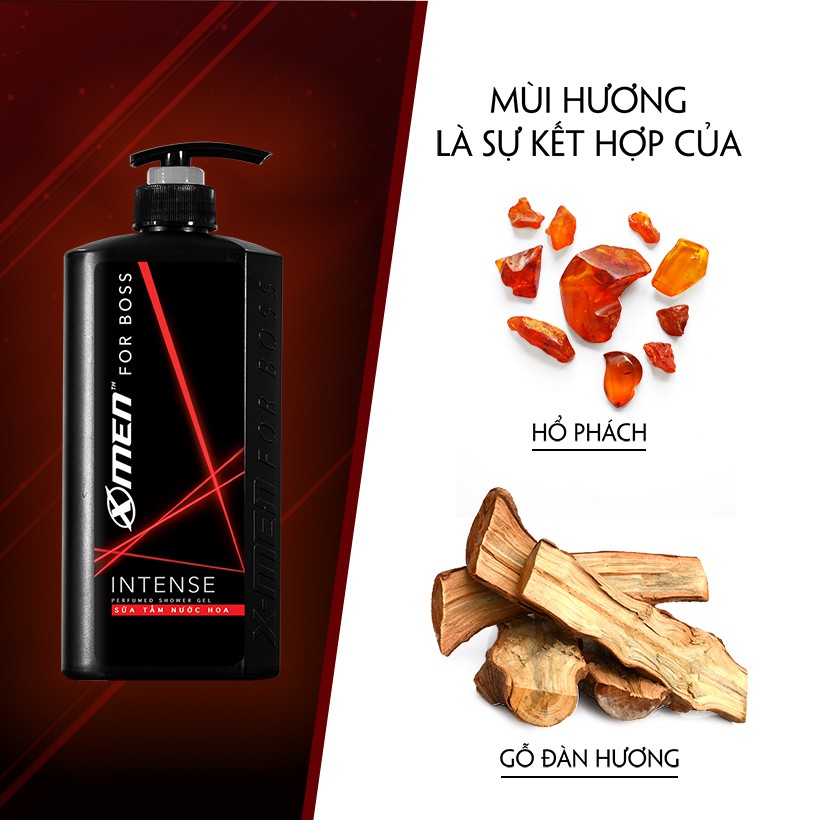 MÙI HƯƠNG
LÀ SỰ KẾT HỢP CỦA
HỔ PHÁCH
GỖ ĐÀN HƯƠNG
XMEN™ FOR BOSS
X-MEN FOR BOSS
INTENSE
PERFUMED SHOWER GEL
SỮA TẮM NƯỚC HOA